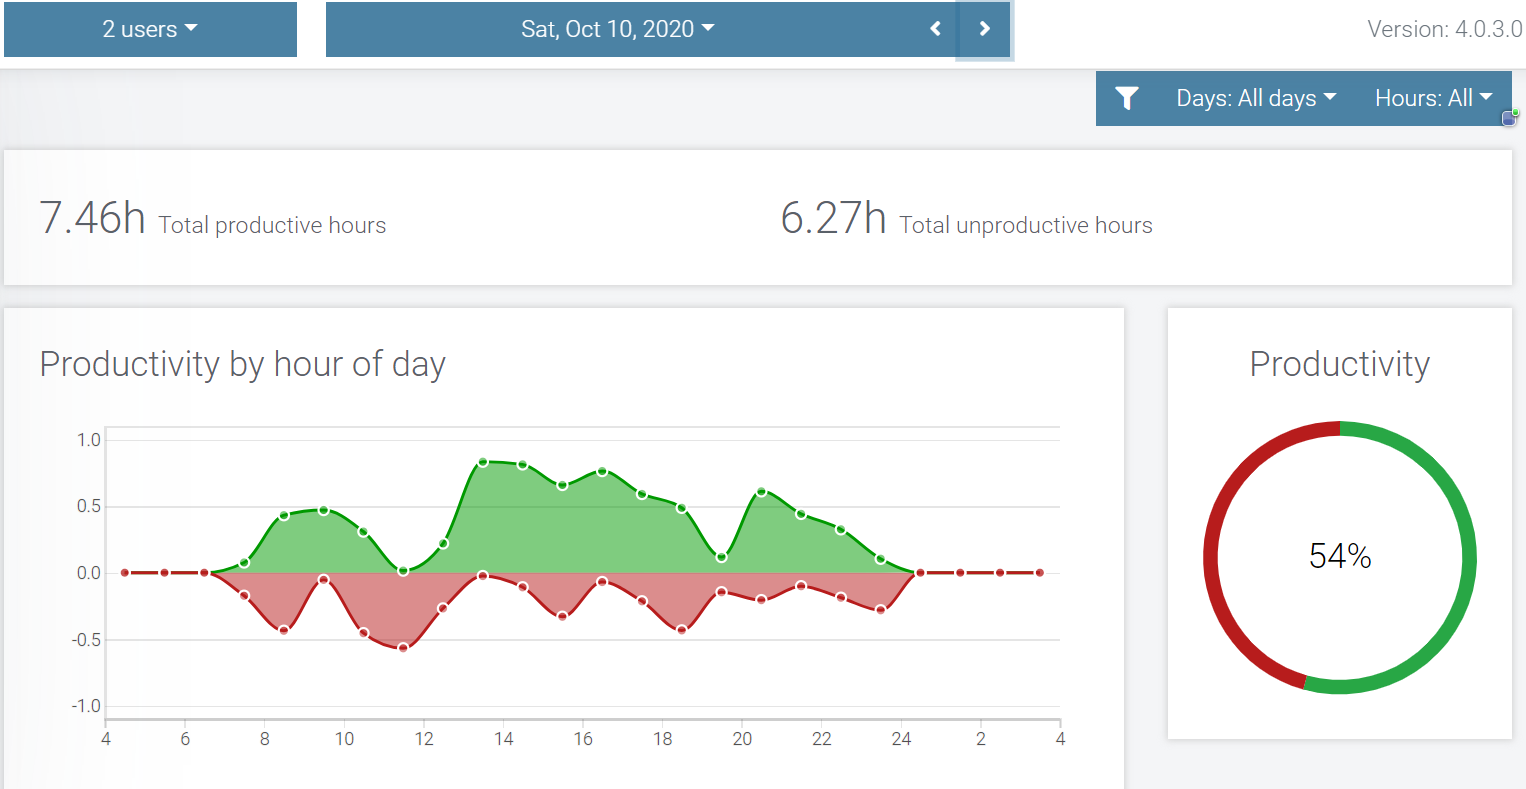 2 users
Sat, Oct 10, 2020
Version: 4.0.3.0
Days: All days
Hours: All
7.46h Total productive hours
6.27h Total unproductive hours
Productivity by hour of day
Productivity
1.0
0.5
0.0
-0.5
-1.0
4 6 8 10 12 14 16 18 20 22 24 2 4
54%